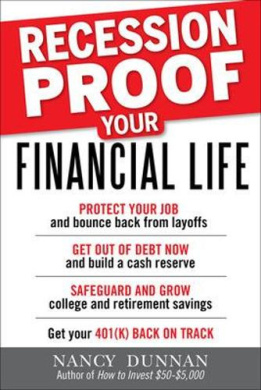 RECESSION
PROOF
YOUR
FINANCIAL LIFE
PROTECT YOUR JOB
and bounce back from layoffs
GET OUT OF DEBT NOW
and build a cash reserve
SAFEGUARD AND GROW
college and retirement savings
Get your 401(K) BACK ON TRACK
NANCY DUNNAN
Author of How to Invest $50-$5,000